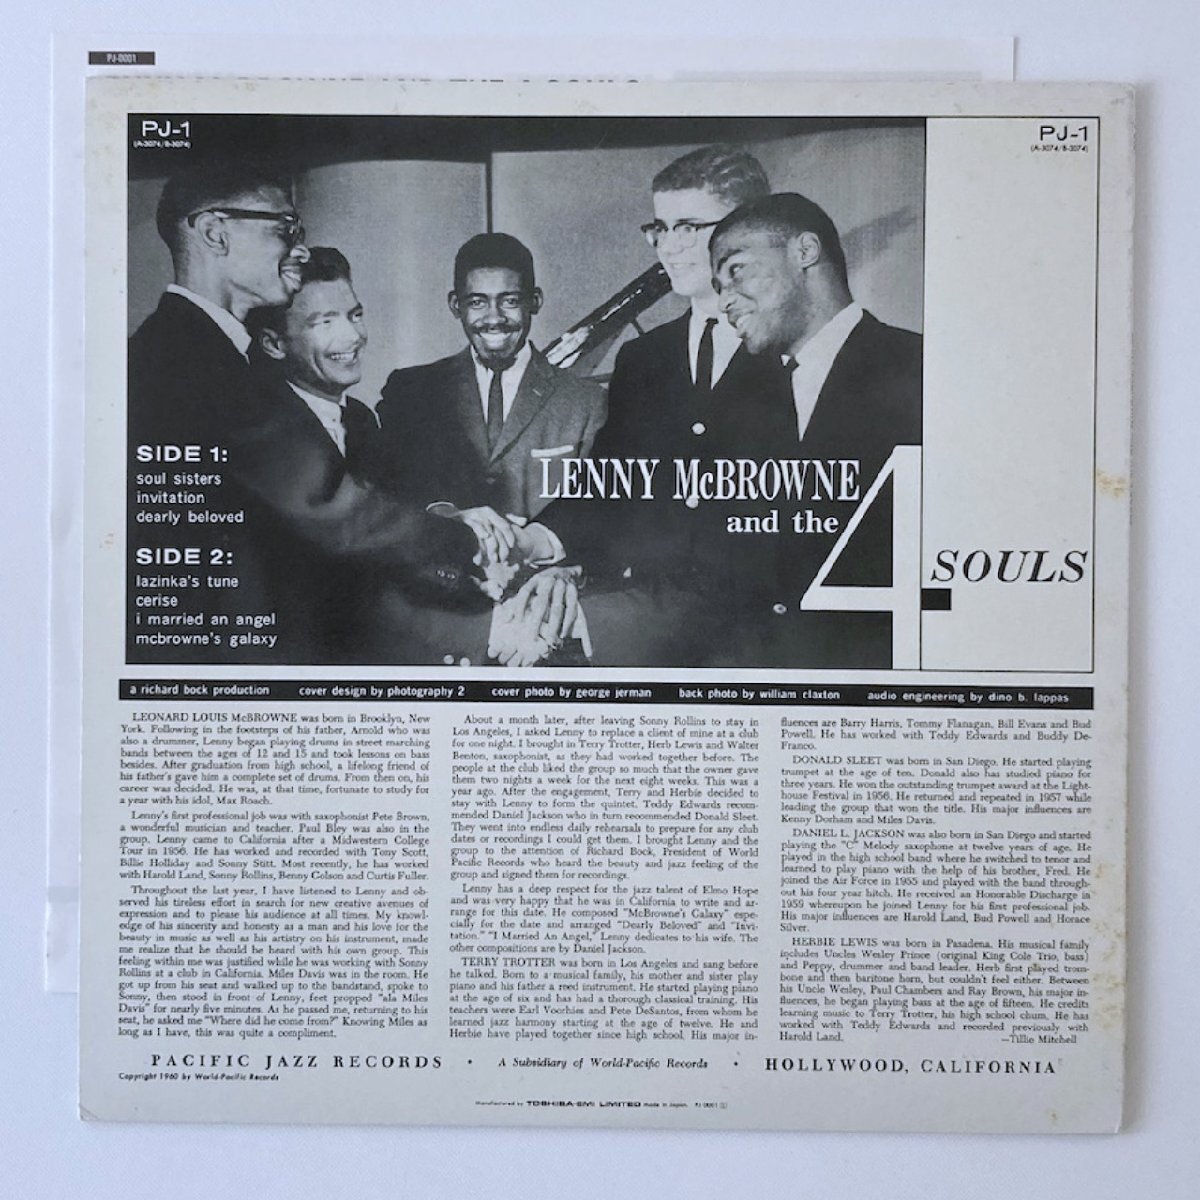 PJ-0001
PJ-1
(A-3074/B-3074)
PJ-1
(A-3074/B-3074)
SIDE 1:
soul sisters
invitation
dearly beloved
SIDE 2:
lazinka's tune
cerise
i married an angel
mcbrowne's galaxy
LENNY McBROWNE
and the 4
SOULS
a richard bock production cover design by photography 2 cover photo by george jerman back photo by william claxton audio engineering by dino b. lappas
LEONARD LOUIS McBROWNE was born in Brooklyn, New
York. Following in the footsteps of his father, Arnold who was
also a drummer, Lenny began playing drums in street marching
bands between the ages of 12 and 15 and took lessons on bass
besides. After graduation from high school, a lifelong friend of
his father's gave him a complete set of drums. From then on, his
career was decided. He was, at that time, fortunate to study for
a year with his idol, Max Roach.
Lenny's first professional job was with saxophonist Pete Brown,
a wonderful musician and teacher. Paul Bley was also in the
group. Lenny came to California after a Midwestern College
Tour in 1956. He has worked and recorded with Tony Scott,
Billie Holliday and Sonny Stitt. Most recently, he has worked
with Harold Land, Sonny Rollins, Benny Golson and Curtis Fuller.
Throughout the last year, I have listened to Lenny and ob-
served his tireless effort in search for new creative avenues of
expression and to please his audience at all times. My knowl-
edge of his sincerity and honesty as a man and his love for the
beauty in music as well as his artistry on his instrument, made
me realize that he should be heard with his own group. This
feeling within me was justified while he was working with Sonny
Rollins at a club in California. Miles Davis was in the room. He
got up from his seat and walked up to the bandstand, spoke to
Sonny, then stood in front of Lenny, feet propped "ala Miles
Davis" for nearly five minutes. As he passed me, returning to his
seat, he asked me "Where did he come from?" Knowing Miles as
long as I have, this was quite a compliment.
About a month later, after leaving Sonny Rollins to stay in
Los Angeles, I asked Lenny to replace a client of mine at a club
for one night. I brought in Terry Trotter, Herb Lewis and Walter
Benton, saxophonist, as they had worked together before. The
people at the club liked the group so much that the owner gave
them two nights a week for the next eight weeks. This was a
year ago. After the engagement, Terry and Herbie decided to
stay with Lenny to form the quintet. Teddy Edwards recom-
mended Daniel Jackson who in turn recommended Donald Sleet.
They went into endless daily rehearsals to prepare for any club
dates or recordings I could get them. I brought Lenny and the
group to the attention of Richard Bock, President of World
Pacific Records who heard the beauty and jazz feeling of the
group and signed them for recordings.
Lenny has a deep respect for the jazz talent of Elmo Hope
and was very happy that he was in California to write and ar-
range for this date. He composed "McBrowne's Galaxy" espe-
cially for the date and arranged "Dearly Beloved" and "Invi-
tation." "I Married An Angel," Lenny dedicates to his wife. The
other compositions are by Daniel Jackson.
TERRY TROTTER was born in Los Angeles and sang before
he talked. Born to a musical family, his mother and sister play
piano and his father a reed instrument. He started playing piano
at the age of six and has had a thorough classical training. His
teachers were Earl Voorhies and Pete DeSantos, from whom he
learned jazz harmony starting at the age of twelve. He and
Herbie have played together since high school. His major in-
fluences are Barry Harris, Tommy Flanagan, Bill Evans and Bud
Powell. He has worked with Teddy Edwards and Buddy De-
Franco.
DONALD SLEET was born in San Diego. He started playing
trumpet at the age of ten. Donald also has studied piano for
three years. He won the outstanding trumpet award at the Light-
house Festival in 1956. He returned and repeated in 1957 while
leading the group that won the title. His major influences are
Kenny Dorham and Miles Davis.
DANIEL L. JACKSON was also born in San Diego and started
playing the "C" Melody saxophone at twelve years of age. He
played in the high school band where he switched to tenor and
learned to play piano with the help of his brother, Fred. He
joined the Air Force in 1955 and played with the band through-
out his four year hitch. He received an Honorable Discharge in
1959 whereupon he joined Lenny for his first professional job.
His major influences are Harold Land, Bud Powell and Horace
Silver.
HERBIE LEWIS was born in Pasadena. His musical family
includes Uncles Wesley Prince (original King Cole Trio, bass)
and Peppy, drummer and band leader. Herb first played trom-
bone and then baritone horn, but couldn't feel either. Between
his Uncle Wesley, Paul Chambers and Ray Brown, his major in-
fluences, he began playing bass at the age of fifteen. He credits
learning music to Terry Trotter, his high school chum. He has
worked with Teddy Edwards and recorded previously with
Harold Land.
—Tillie Mitchell
PACIFIC JAZZ RECORDS • A Subsidiary of World-Pacific Records • HOLLYWOOD, CALIFORNIA
Copyright 1960 by World-Pacific Records
Manufactured by TOSHIBA-EMI LIMITED made in Japan. PJ-0001